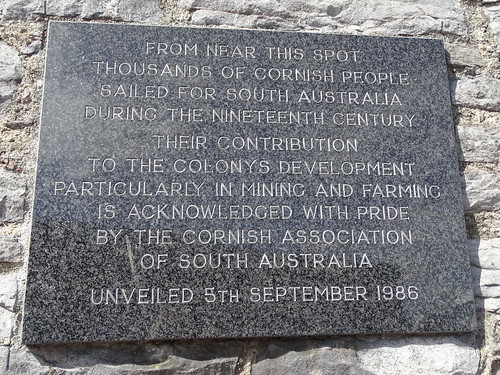 FROM NEAR THIS SPOT
THOUSANDS OF CORNISH PEOPLE
SAILED FOR SOUTH AUSTRALIA
DURING THE NINETEENTH CENTURY
THEIR CONTRIBUTION
TO THE COLONYS DEVELOPMENT
PARTICULARLY IN MINING AND FARMING
IS ACKNOWLEDGED WITH PRIDE
BY THE CORNISH ASSOCIATION
OF SOUTH AUSTRALIA
UNVEILED 5TH SEPTEMBER 1986